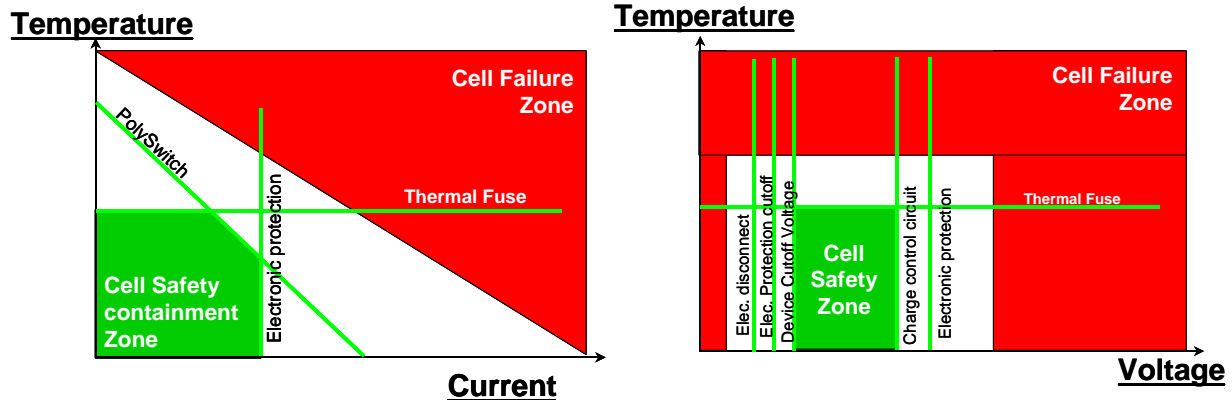 Temperature
Cell Failure
Zone
PolySwitch
Thermal Fuse
Electronic protection
Cell Safety
containment
Zone
Current
Temperature
Cell Failure
Zone
Thermal Fuse
Elec. disconnect
Elec. Protection cutoff
Device Cutoff Voltage
Cell
Safety
Zone
Charge control circuit
Electronic protection
Voltage